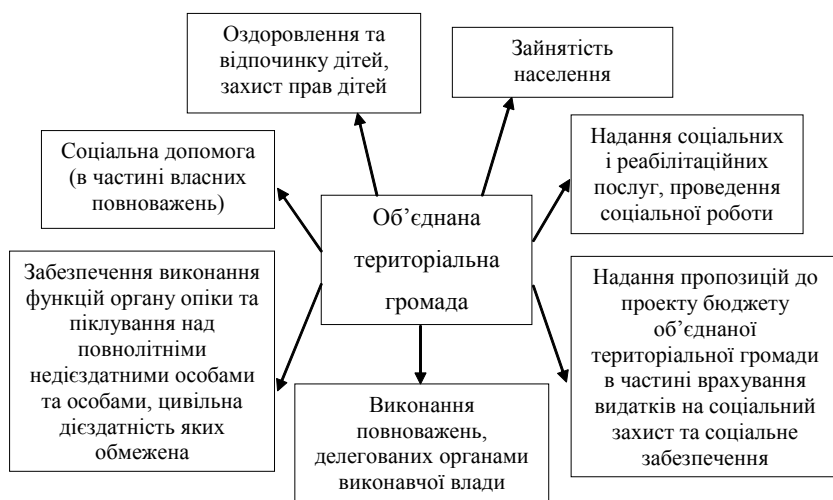 Оздоровлення та
відпочинку дітей,
захист прав дітей
Зайнятість
населення
Соціальна допомога
(в частині власних
повноважень)
Об’єднана
територіальна
громада
Надання соціальних
і реабілітаційних
послуг, проведення
соціальної роботи
Забезпечення виконання
функцій органу опіки та
піклування над
повнолітніми
недієздатними особами
та особами, цивільна
дієздатність яких
обмежена
Виконання
повноважень,
делегованих органами
виконавчої влади
Надання пропозицій до
проекту бюджету
об’єднаної
територіальної громади
в частині врахування
видатків на соціальний
захист та соціальне
забезпечення